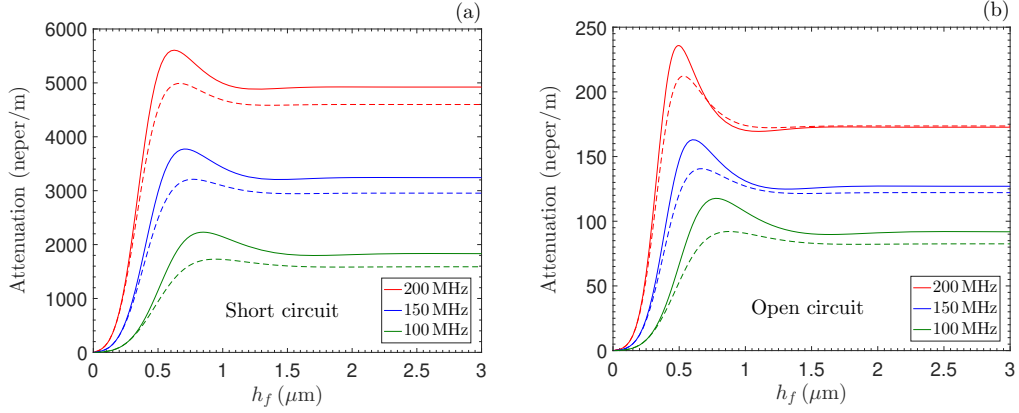 (a)
6000
5000
4000
3000
2000
1000
0
Attenuation (neper/m)
Short circuit
200 MHz
150 MHz
100 MHz
0 0.5 1 1.5 2 2.5 3
h_f (μm)
(b)
250
200
150
100
50
0
Attenuation (neper/m)
Open circuit
200 MHz
150 MHz
100 MHz
0 0.5 1 1.5 2 2.5 3
h_f (μm)